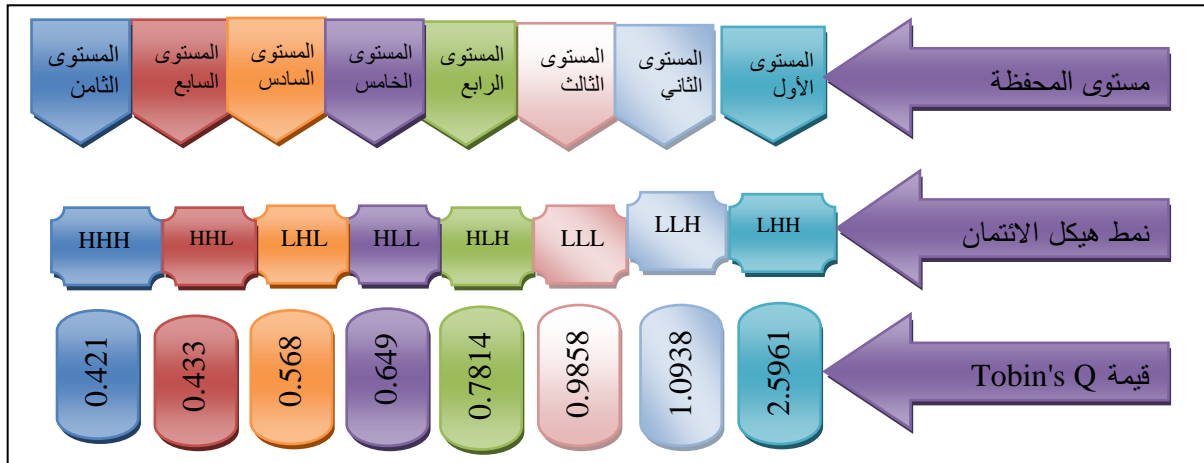 مستوى المحفظة
المستوى
الأول
المستوى
الثاني
المستوى
الثالث
المستوى
الرابع
المستوى
الخامس
المستوى
السادس
المستوى
السابع
المستوى
الثامن
نمط هيكل الائتمان
LHH
LLH
LLL
HLH
HLL
LHL
HHL
HHH
قيمة Tobin's Q
2.5961
1.0938
0.9858
0.7814
0.649
0.568
0.433
0.421